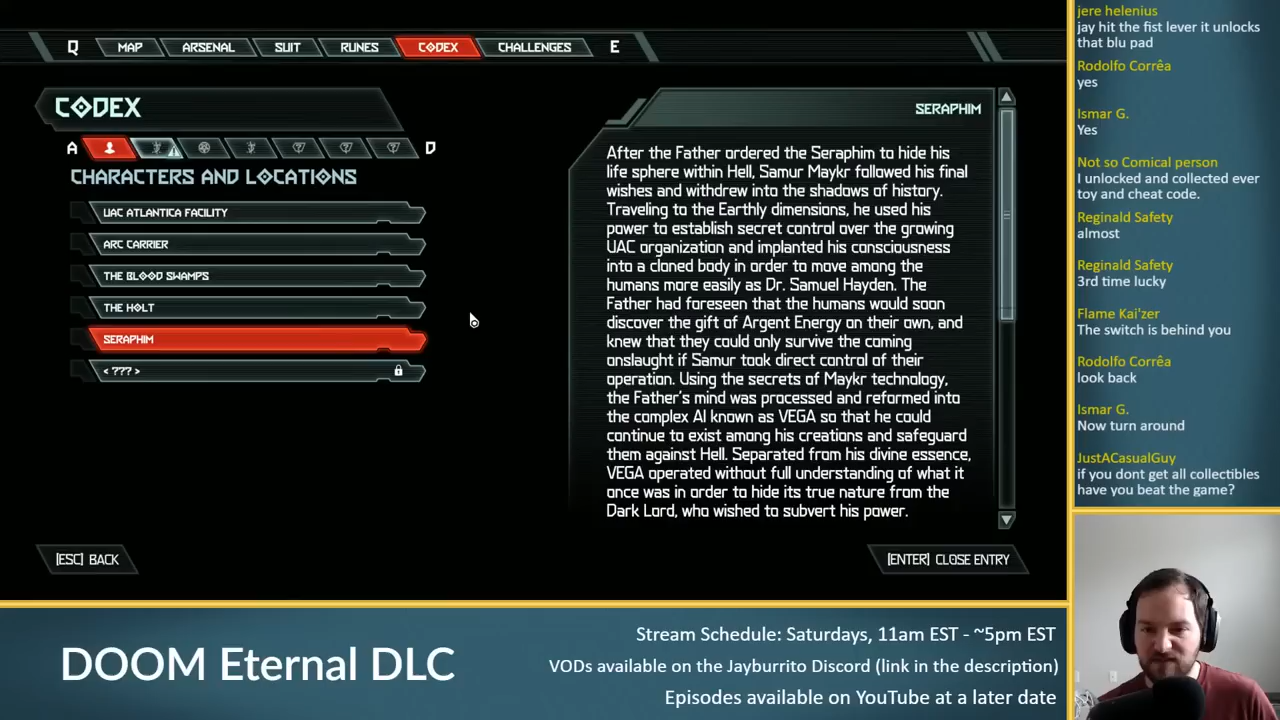 Q MAP ARSENAL SUIT RUNES CODEX CHALLENGES E
CODEX
A D
CHARACTERS AND LOCATIONS
UAC ATLANTICA FACILITY
ARC CARRIER
THE BLOOD SWAMPS
THE HOLT
SERAPHIM
< ??? >
[ESC] BACK
SERAPHIM
After the Father ordered the Seraphim to hide his
life sphere within Hell, Samur Maykr followed his final
wishes and withdrew into the shadows of history.
Traveling to the Earthly dimensions, he used his
power to establish secret control over the growing
UAC organization and implanted his consciousness
into a cloned body in order to move among the
humans more easily as Dr. Samuel Hayden. The
Father had foreseen that the humans would soon
discover the gift of Argent Energy on their own, and
knew that they could only survive the coming
onslaught if Samur took direct control of their
operation. Using the secrets of Maykr technology,
the Father's mind was processed and reformed into
the complex AI known as VEGA so that he could
continue to exist among his creations and safeguard
them against Hell. Separated from his divine essence,
VEGA operated without full understanding of what it
once was in order to hide its true nature from the
Dark Lord, who wished to subvert his power.
[ENTER] CLOSE ENTRY
jere helenius
jay hit the fist lever it unlocks
that blu pad
Rodolfo Corrêa
yes
Ismar G.
Yes
Not so Comical person
I unlocked and collected ever
toy and cheat code.
Reginald Safety
almost
Reginald Safety
3rd time lucky
Flame Kai'zer
The switch is behind you
Rodolfo Corrêa
look back
Ismar G.
Now turn around
JustACasualGuy
if you dont get all collectibles
have you beat the game?
DOOM Eternal DLC
Stream Schedule: Saturdays, 11am EST - ~5pm EST
VODs available on the Jayburrito Discord (link in the description)
Episodes available on YouTube at a later date